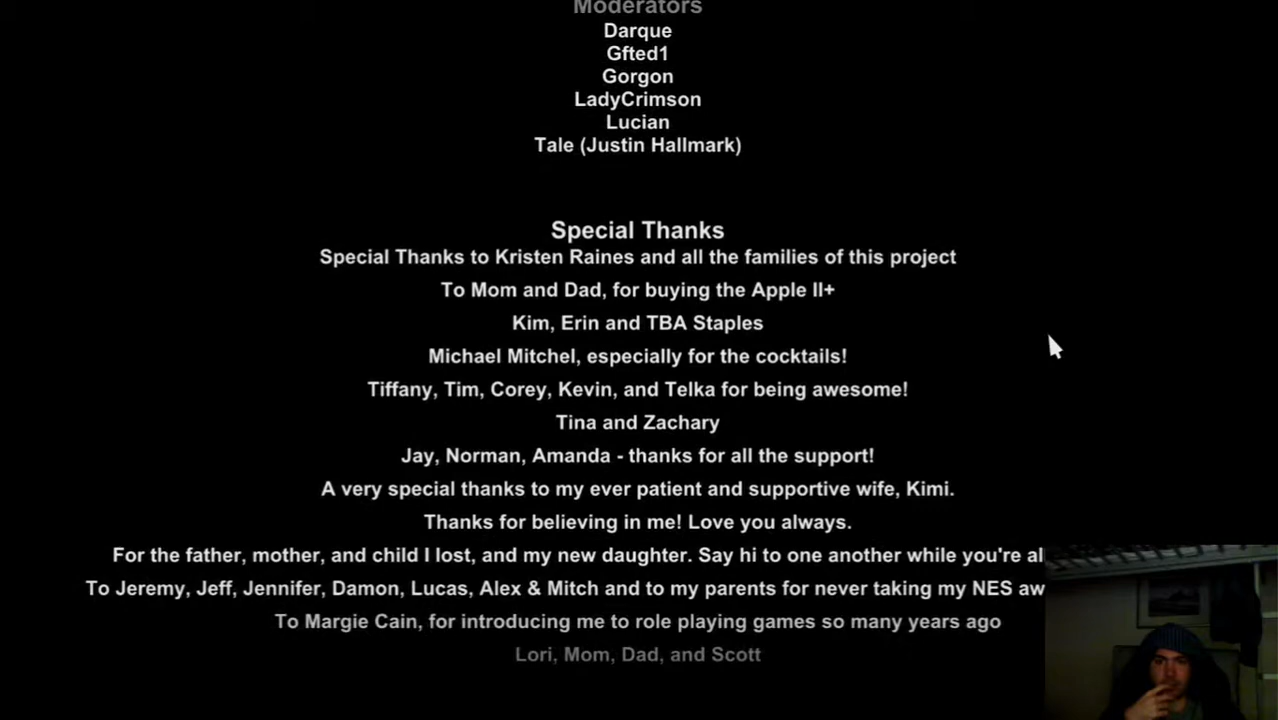 Moderators
Darque
Gfted1
Gorgon
LadyCrimson
Lucian
Tale (Justin Hallmark)
Special Thanks
Special Thanks to Kristen Raines and all the families of this project
To Mom and Dad, for buying the Apple II+
Kim, Erin and TBA Staples
Michael Mitchel, especially for the cocktails!
Tiffany, Tim, Corey, Kevin, and Telka for being awesome!
Tina and Zachary
Jay, Norman, Amanda - thanks for all the support!
A very special thanks to my ever patient and supportive wife, Kimi.
Thanks for believing in me! Love you always.
For the father, mother, and child I lost, and my new daughter. Say hi to one another while you're
To Jeremy, Jeff, Jennifer, Damon, Lucas, Alex & Mitch and to my parents for never taking my NES
To Margie Cain, for introducing me to role playing games so many years ago
Lori, Mom, Dad, and Scott